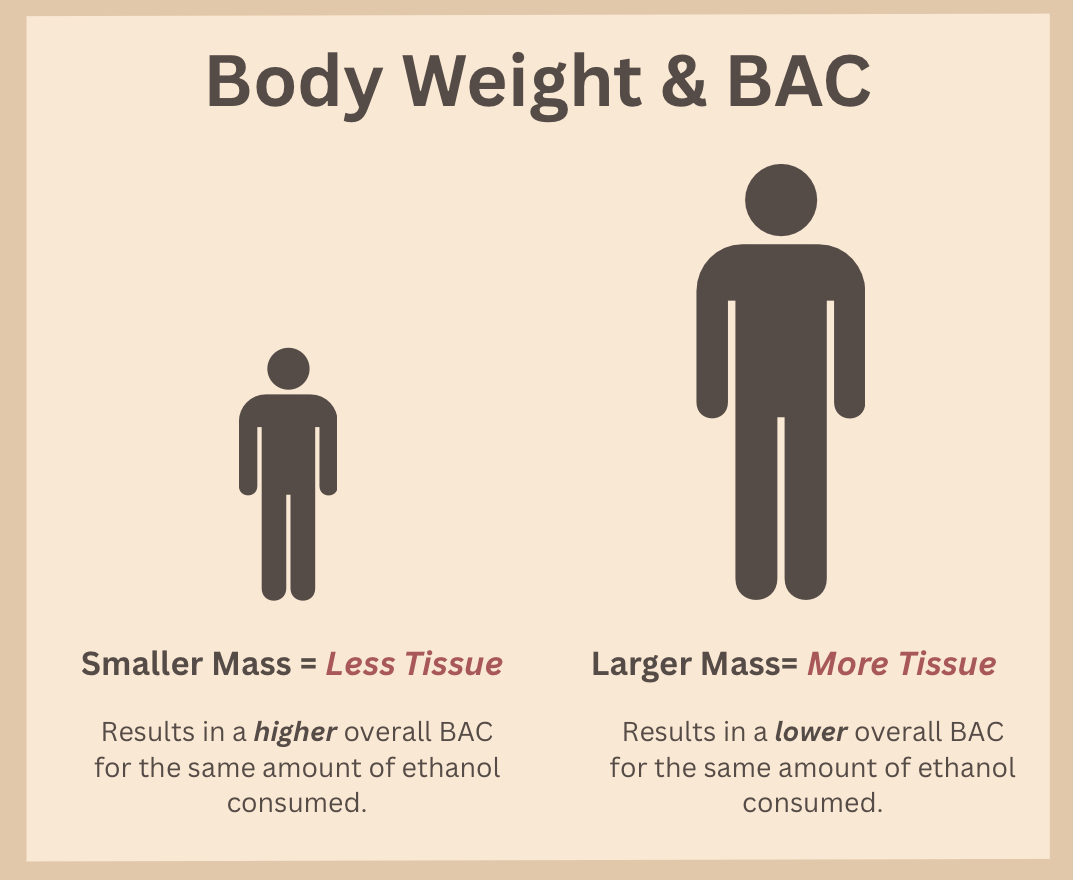 Body Weight & BAC
Smaller Mass = Less Tissue
Results in a higher overall BAC
for the same amount of ethanol
consumed.
Larger Mass= More Tissue
Results in a lower overall BAC
for the same amount of ethanol
consumed.